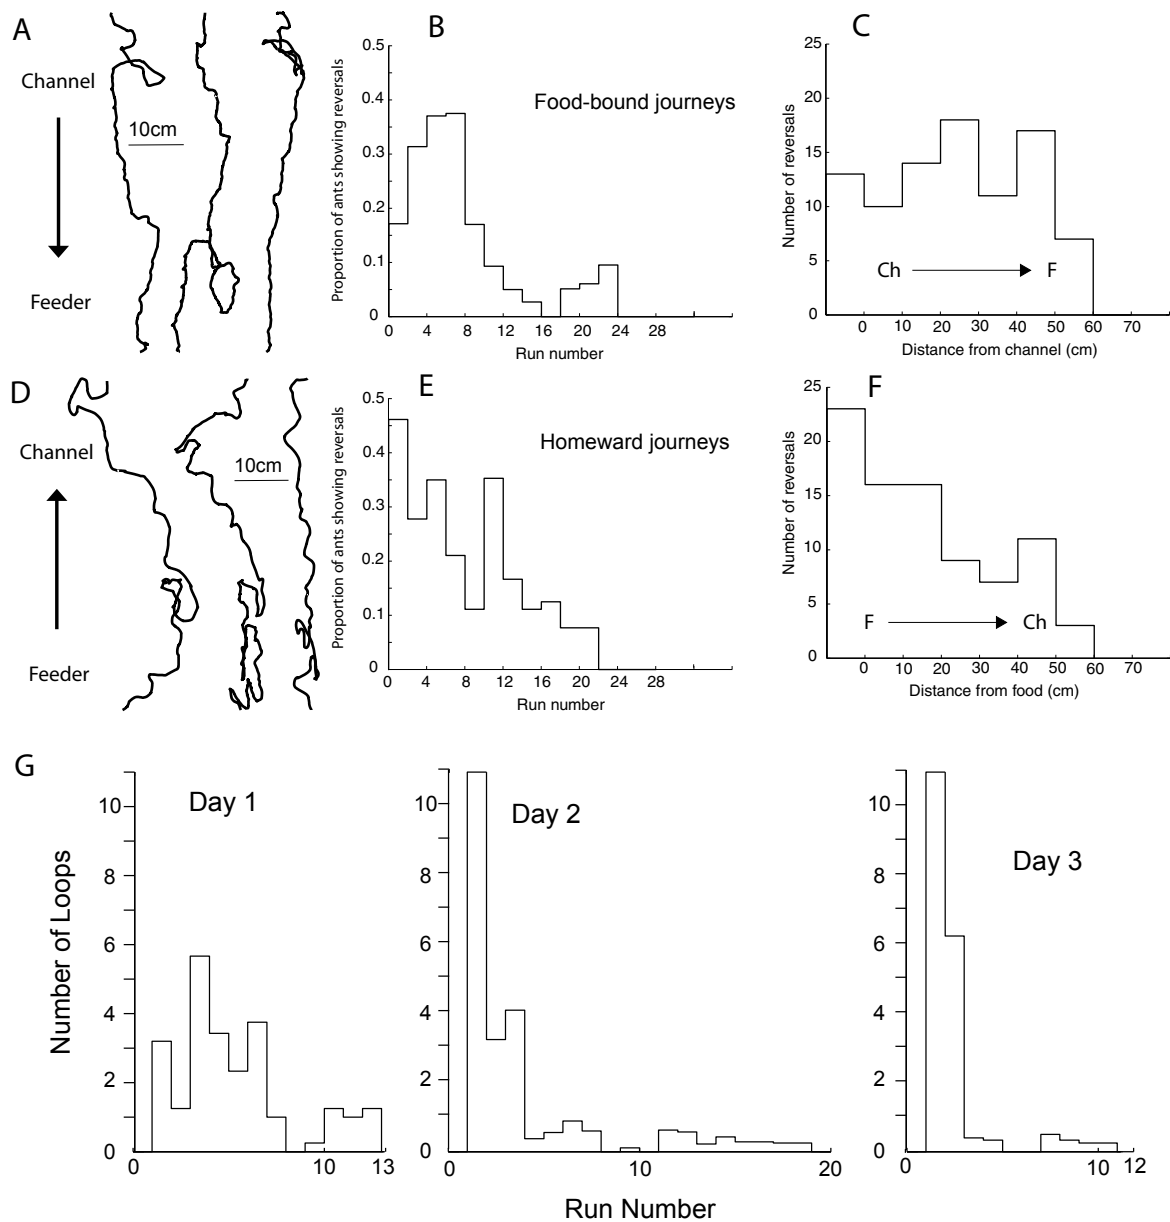 A
Channel
10cm
Feeder
B
Food-bound journeys
Proportion of ants showing reversals
0.5
0.4
0.3
0.2
0.1
0
0 4 8 12 16 20 24 28
Run number
C
Number of reversals
25
20
15
10
5
0
Ch F
0 10 20 30 40 50 60 70
Distance from channel (cm)
D
Channel
10cm
Feeder
E
Homeward journeys
Proportion of ants showing reversals
0.5
0.4
0.3
0.2
0.1
0
0 4 8 12 16 20 24 28
Run number
F
Number of reversals
25
20
15
10
5
0
F Ch
0 10 20 30 40 50 60 70
Distance from food (cm)
G
Number of Loops
Day 1
10
8
6
4
2
0
0 10 13
Day 2
10
8
6
4
2
0
0 10 20
Day 3
10
8
6
4
2
0
0 10 12
Run Number